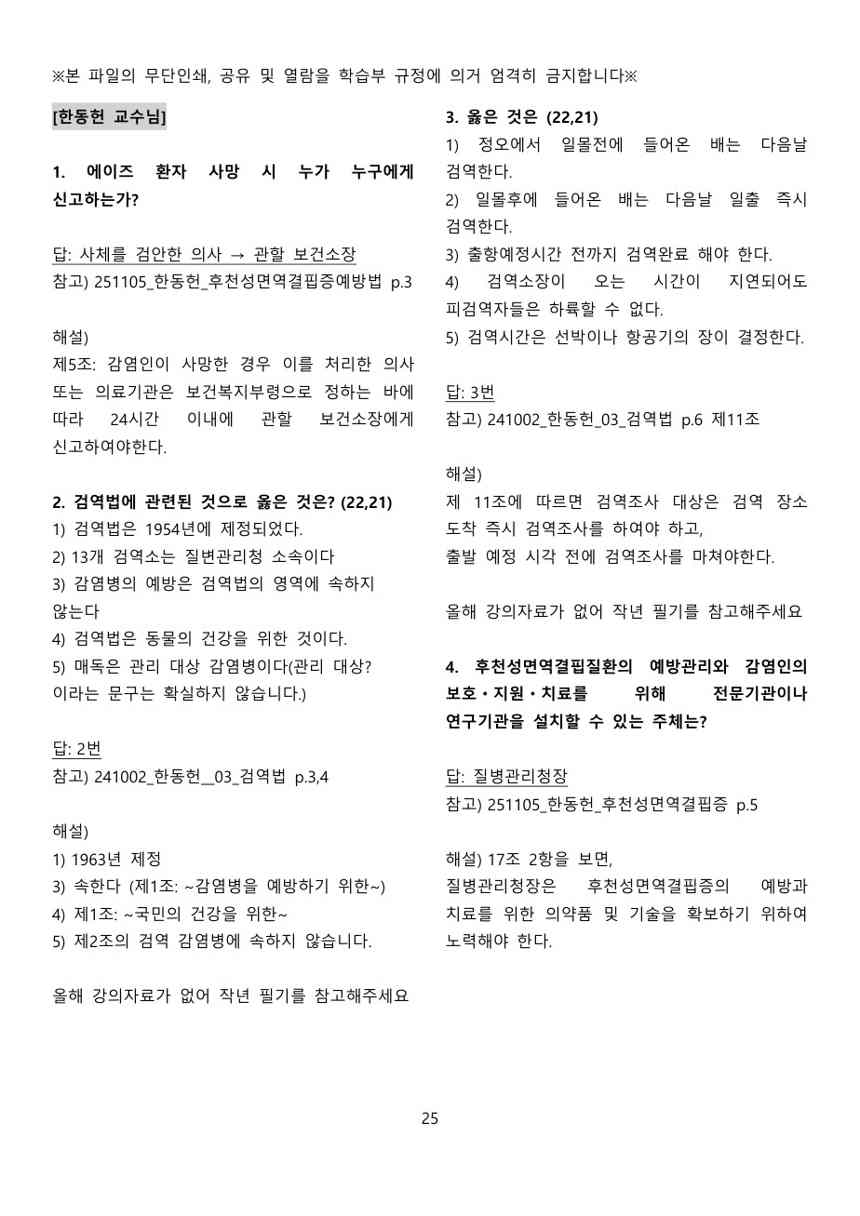 ※본 파일의 무단인쇄, 공유 및 열람을 학습부 규정에 의거 엄격히 금지합니다※
[한동헌 교수님]
1. 에이즈 환자 사망 시 누가 누구에게
신고하는가?
답: 사체를 검안한 의사 → 관할 보건소장
참고) 251105_한동헌_후천성면역결핍증예방법 p.3
해설)
제5조: 감염인이 사망한 경우 이를 처리한 의사
또는 의료기관은 보건복지부령으로 정하는 바에
따라 24시간 이내에 관할 보건소장에게
신고하여야한다.
2. 검역법에 관련된 것으로 옳은 것은? (22,21)
1) 검역법은 1954년에 제정되었다.
2) 13개 검역소는 질변관리청 소속이다
3) 감염병의 예방은 검역법의 영역에 속하지
않는다
4) 검역법은 동물의 건강을 위한 것이다.
5) 매독은 관리 대상 감염병이다(관리 대상?
이라는 문구는 확실하지 않습니다.)
답: 2번
참고) 241002_한동헌__03_검역법 p.3,4
해설)
1) 1963년 제정
3) 속한다 (제1조: ~감염병을 예방하기 위한~)
4) 제1조: ~국민의 건강을 위한~
5) 제2조의 검역 감염병에 속하지 않습니다.
올해 강의자료가 없어 작년 필기를 참고해주세요
3. 옳은 것은 (22,21)
1) 정오에서 일몰전에 들어온 배는 다음날
검역한다.
2) 일몰후에 들어온 배는 다음날 일출 즉시
검역한다.
3) 출항예정시간 전까지 검역완료 해야 한다.
4) 검역소장이 오는 시간이 지연되어도
피검역자들은 하륙할 수 없다.
5) 검역시간은 선박이나 항공기의 장이 결정한다.
답: 3번
참고) 241002_한동헌_03_검역법 p.6 제11조
해설)
제 11조에 따르면 검역조사 대상은 검역 장소
도착 즉시 검역조사를 하여야 하고,
출발 예정 시각 전에 검역조사를 마쳐야한다.
올해 강의자료가 없어 작년 필기를 참고해주세요
4. 후천성면역결핍질환의 예방관리와 감염인의
보호・지원・치료를 위해 전문기관이나
연구기관을 설치할 수 있는 주체는?
답: 질병관리청장
참고) 251105_한동헌_후천성면역결핍증 p.5
해설) 17조 2항을 보면,
질병관리청장은 후천성면역결핍증의 예방과
치료를 위한 의약품 및 기술을 확보하기 위하여
노력해야 한다.
25